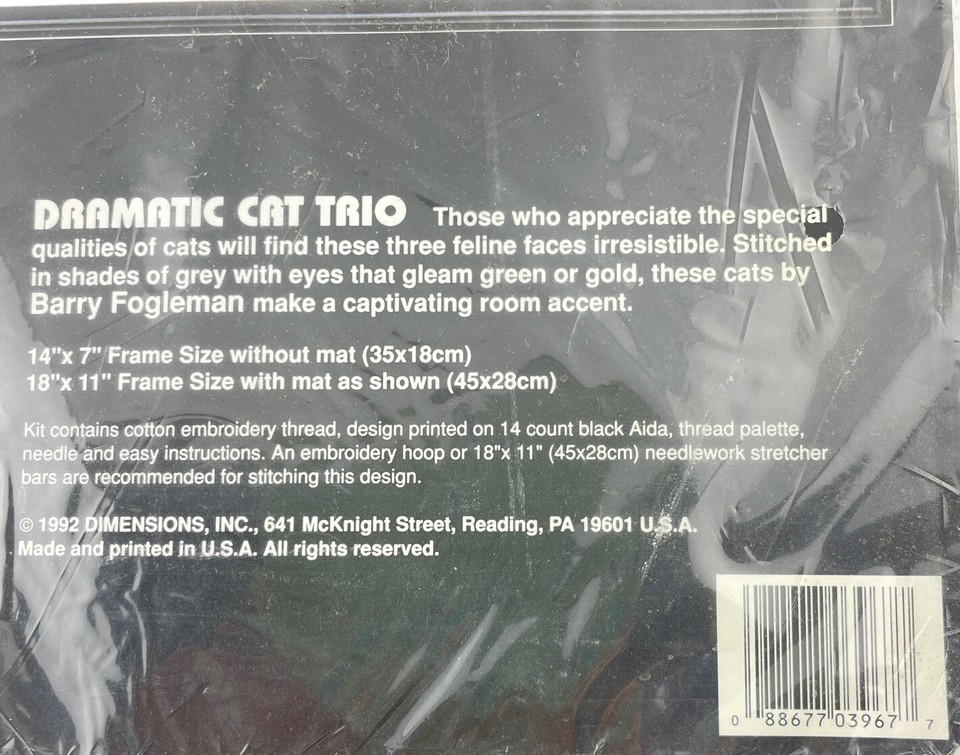 DRAMATIC CAT TRIO Those who appreciate the special
qualities of cats will find these three feline faces irresistible. Stitched
in shades of grey with eyes that gleam green or gold, these cats by
Barry Fogleman make a captivating room accent.
14"x 7" Frame Size without mat (35x18cm)
18"x 11" Frame Size with mat as shown (45x28cm)
Kit contains cotton embroidery thread, design printed on 14 count black Aida, thread palette,
needle and easy instructions. An embroidery hoop or 18"x 11" (45x28cm) needlework stretcher
bars are recommended for stitching this design.
© 1992 DIMENSIONS, INC., 641 McKnight Street, Reading, PA 19601 U.S.A.
Made and printed in U.S.A. All rights reserved.
0 88677 03967 7